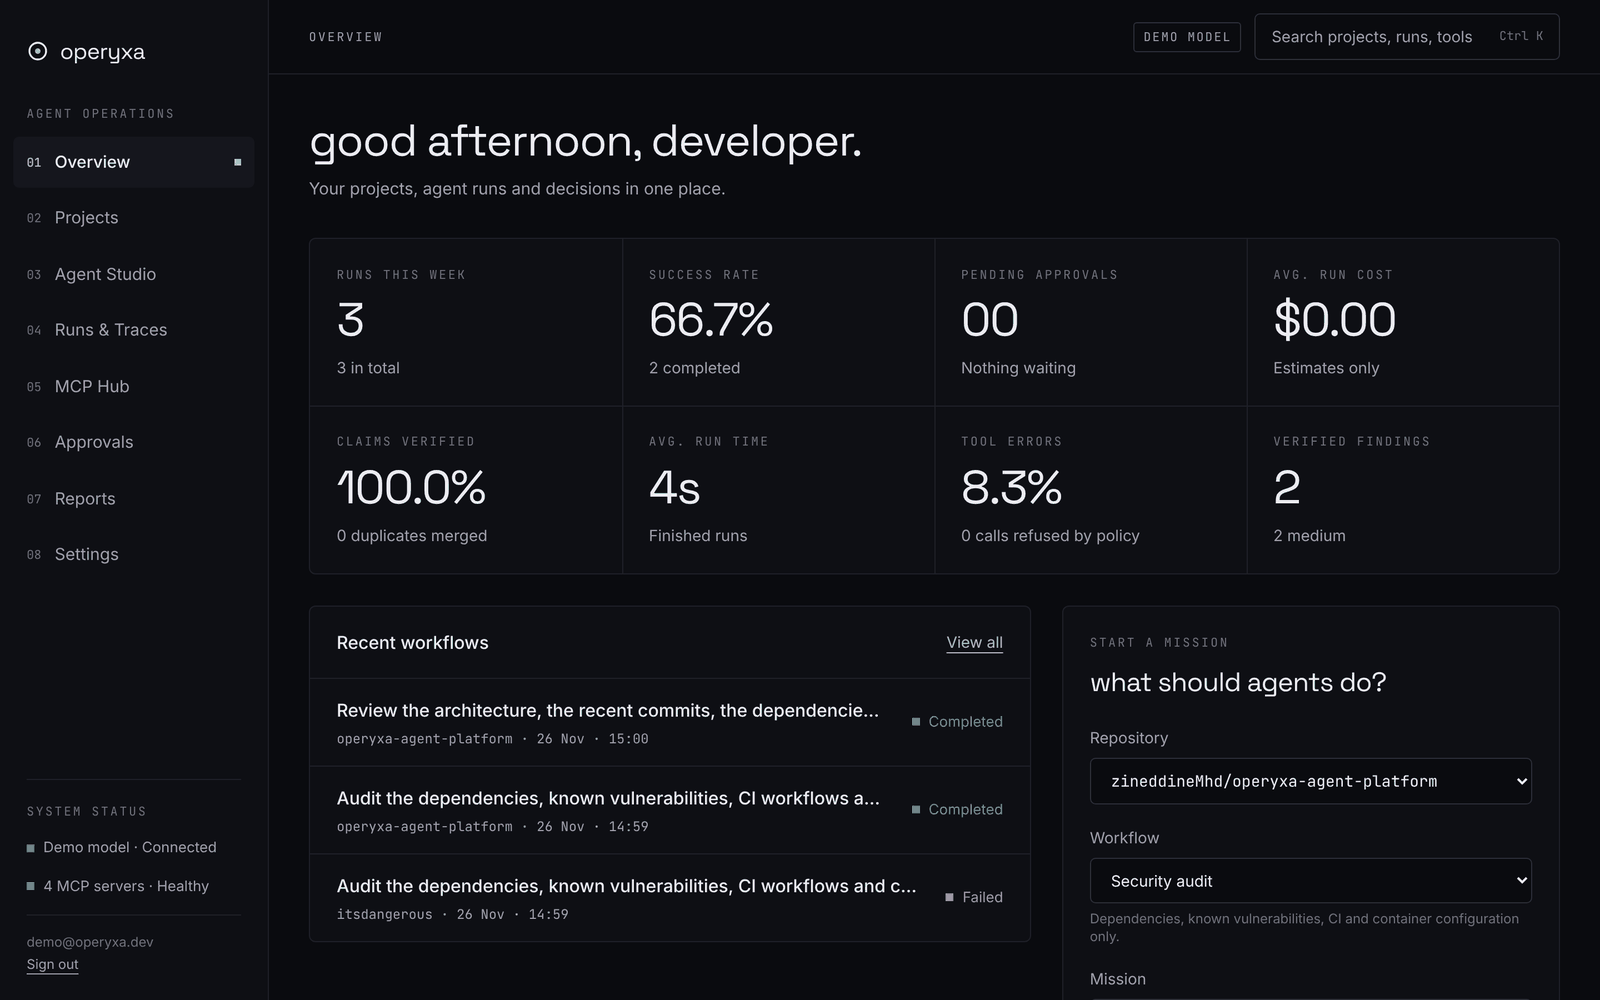 operyxa
AGENT OPERATIONS
01 Overview
02 Projects
03 Agent Studio
04 Runs & Traces
05 MCP Hub
06 Approvals
07 Reports
08 Settings
SYSTEM STATUS
Demo model · Connected
4 MCP servers · Healthy
demo@operyxa.dev
Sign out
OVERVIEW
DEMO MODEL
Search projects, runs, tools Ctrl K
good afternoon, developer.
Your projects, agent runs and decisions in one place.
RUNS THIS WEEK
3
3 in total
SUCCESS RATE
66.7%
2 completed
PENDING APPROVALS
00
Nothing waiting
AVG. RUN COST
$0.00
Estimates only
CLAIMS VERIFIED
100.0%
0 duplicates merged
AVG. RUN TIME
4s
Finished runs
TOOL ERRORS
8.3%
0 calls refused by policy
VERIFIED FINDINGS
2
2 medium
Recent workflows
View all
Review the architecture, the recent commits, the dependencie...
operyxa-agent-platform · 26 Nov · 15:00
Completed
Audit the dependencies, known vulnerabilities, CI workflows a...
operyxa-agent-platform · 26 Nov · 14:59
Completed
Audit the dependencies, known vulnerabilities, CI workflows and c...
itsdangerous · 26 Nov · 14:59
Failed
START A MISSION
what should agents do?
Repository
zineddineMhd/operyxa-agent-platform
Workflow
Security audit
Dependencies, known vulnerabilities, CI and container configuration
only.
Mission